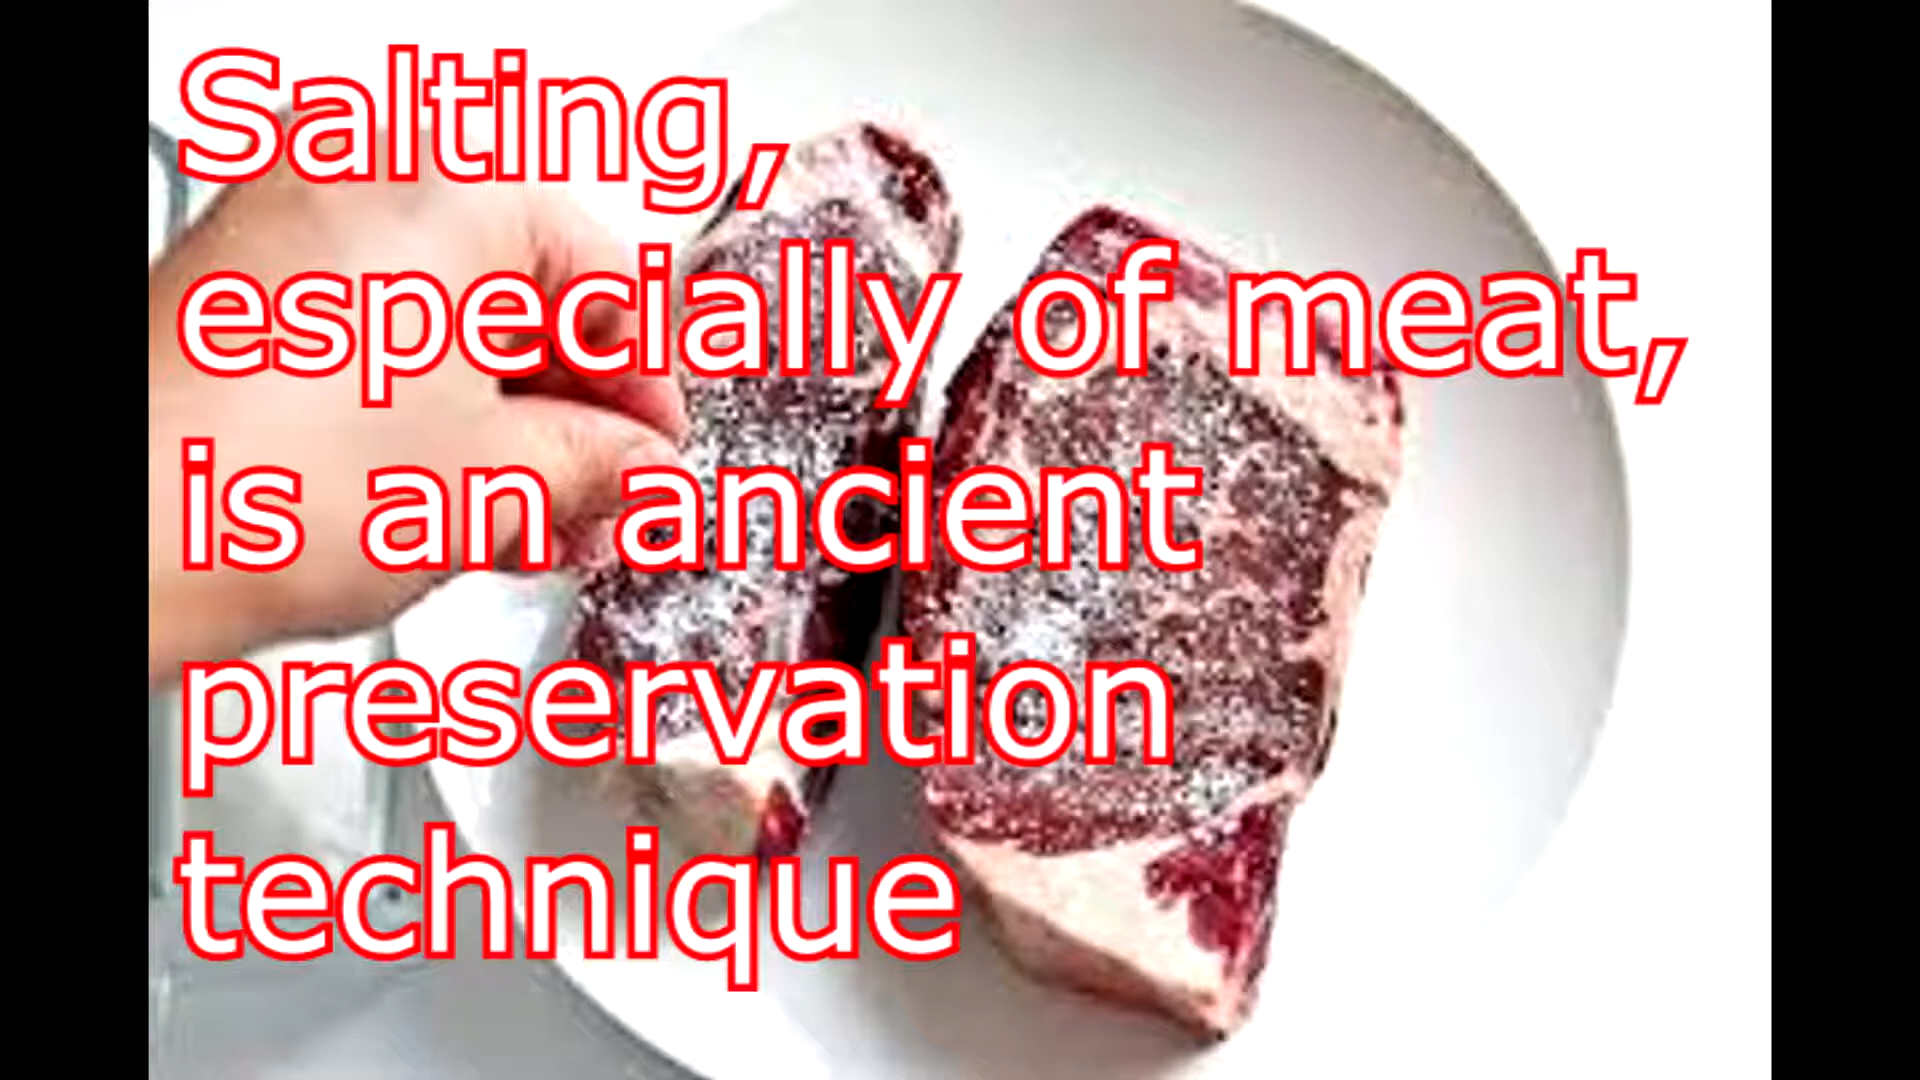 Salting,
especially of meat,
is an ancient
preservation
technique